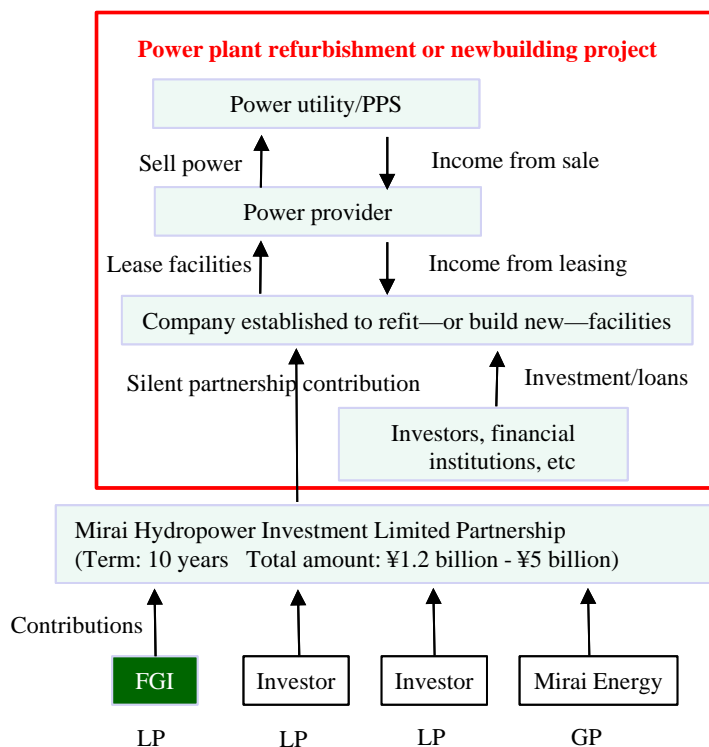 Power plant refurbishment or newbuilding project
Power utility/PPS
Sell power
Income from sale
Power provider
Lease facilities
Income from leasing
Company established to refit—or build new—facilities
Silent partnership contribution
Investment/loans
Investors, financial
institutions, etc
Mirai Hydropower Investment Limited Partnership
(Term: 10 years   Total amount: ¥1.2 billion - ¥5 billion)
Contributions
FGI
Investor
Investor
Mirai Energy
LP
LP
LP
GP